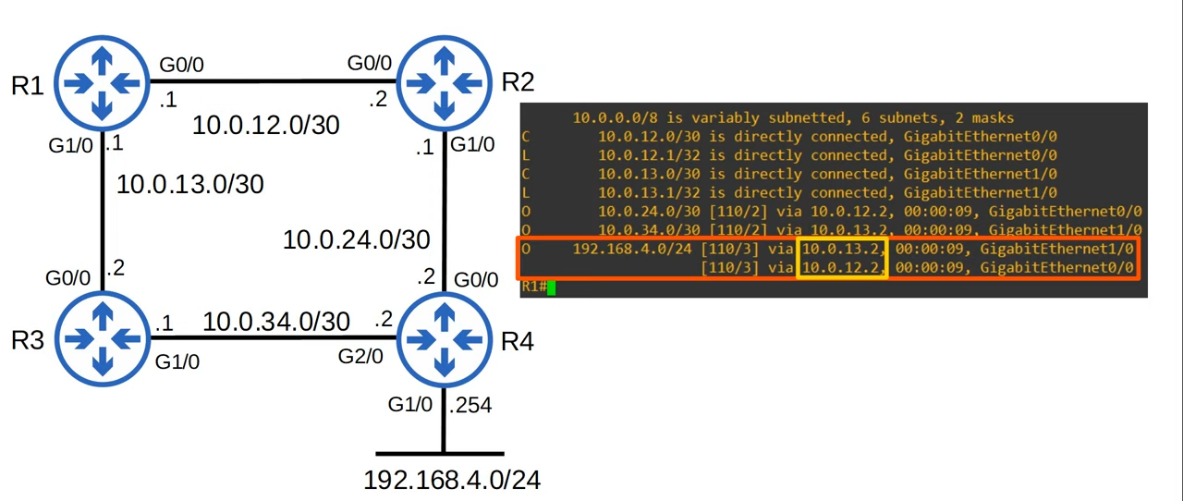 R1
G0/0
G0/0
R2
.1
.2
10.0.12.0/30
G1/0
.1
.1
G1/0
10.0.13.0/30
10.0.24.0/30
.2
G0/0
.2
G0/0
R3
.1
10.0.34.0/30
.2
R4
G1/0
G2/0
G1/0
.254
192.168.4.0/24
10.0.0.0/8 is variably subnetted, 6 subnets, 2 masks
C 10.0.12.0/30 is directly connected, GigabitEthernet0/0
L 10.0.12.1/32 is directly connected, GigabitEthernet0/0
C 10.0.13.0/30 is directly connected, GigabitEthernet1/0
L 10.0.13.1/32 is directly connected, GigabitEthernet1/0
O 10.0.24.0/30 [110/2] via 10.0.12.2, 00:00:09, GigabitEthernet0/0
O 10.0.34.0/30 [110/2] via 10.0.13.2, 00:00:09, GigabitEthernet1/0
O 192.168.4.0/24 [110/3] via 10.0.13.2, 00:00:09, GigabitEthernet1/0
[110/3] via 10.0.12.2, 00:00:09, GigabitEthernet0/0
R1#